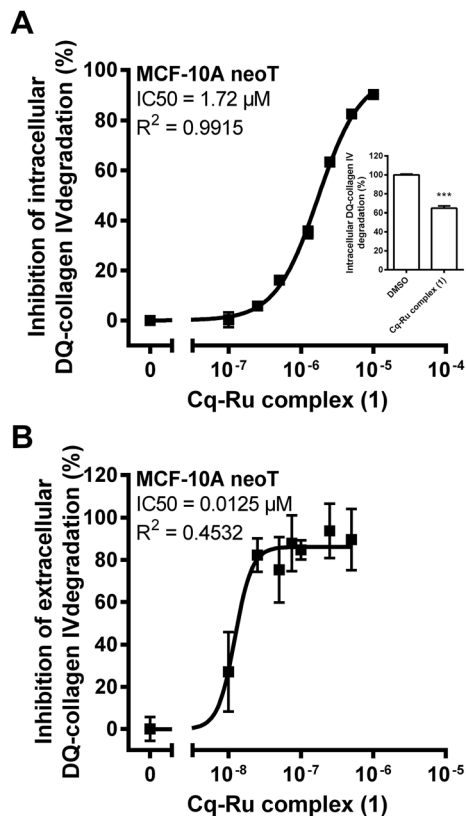 A
Inhibition of intracellular
DQ-collagen IVdegradation (%)
100
80
60
40
20
0
MCF-10A neoT
IC50 = 1.72 µM
R² = 0.9915
Intracellular DQ-collagen IV
degradation (%)
120
100
80
60
40
20
0
***
DMSO
Cq-Ru complex (1)
0
10⁻⁷
10⁻⁶
10⁻⁵
10⁻⁴
Cq-Ru complex (1)
B
Inhibition of extracellular
DQ-collagen IVdegradation (%)
120
100
80
60
40
20
0
MCF-10A neoT
IC50 = 0.0125 µM
R² = 0.4532
0
10⁻⁸
10⁻⁷
10⁻⁶
10⁻⁵
Cq-Ru complex (1)